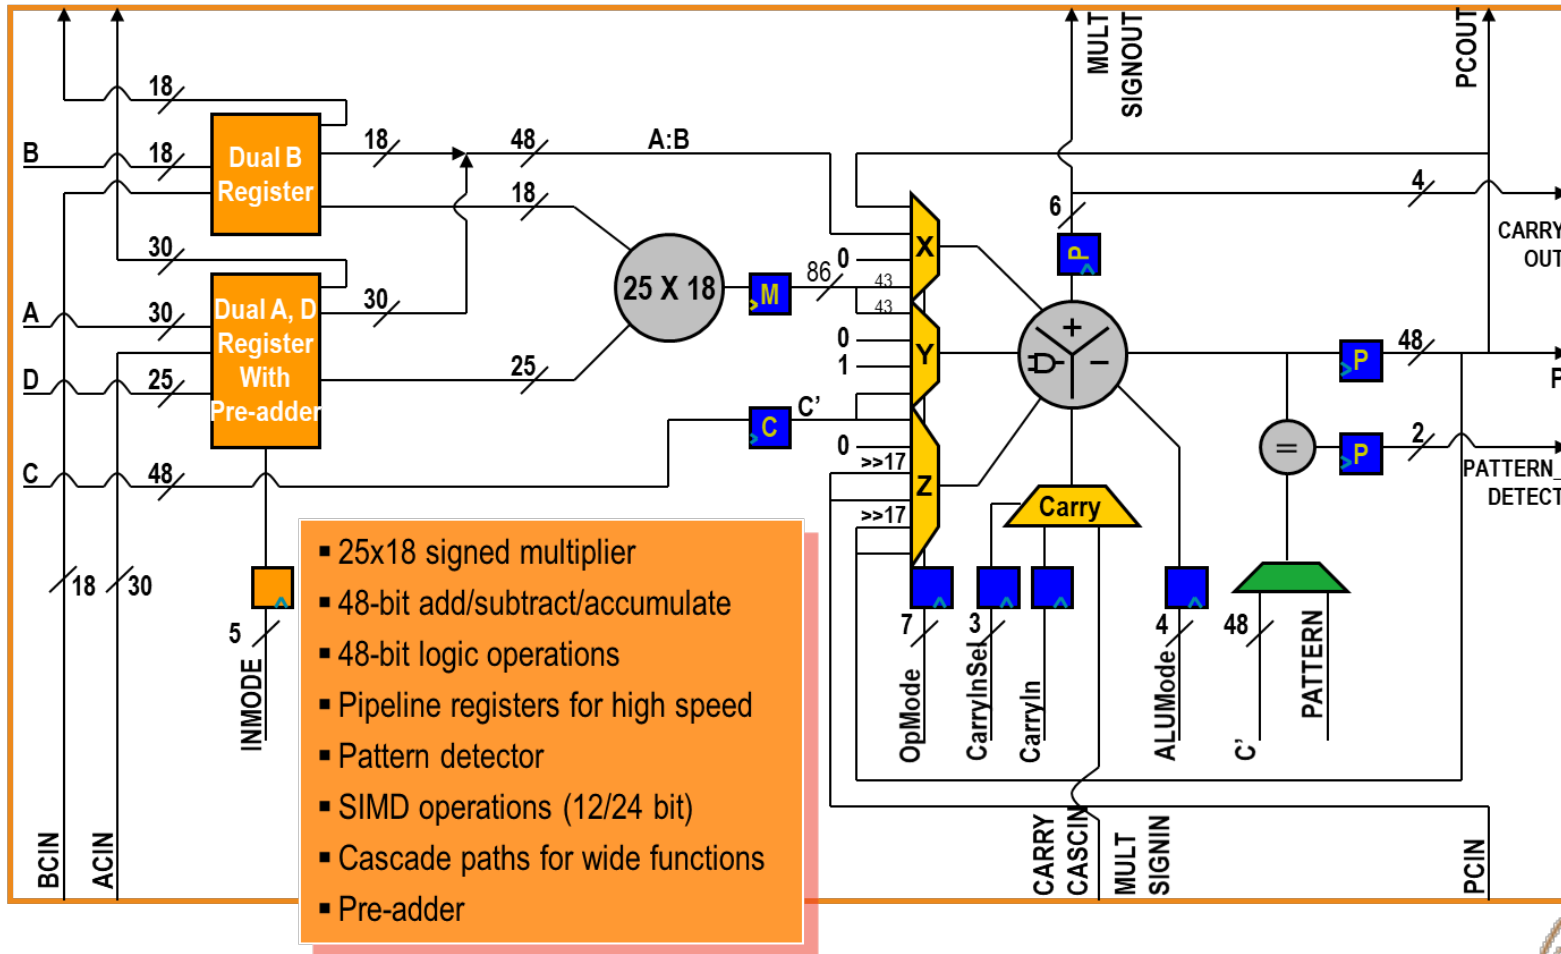 MULT
SIGNOUT
PCOUT
18
B
18
Dual B
Register
18
48
A:B
18
4
6
P
CARRY
OUT
30
A
30
Dual A, D
Register
With
Pre-adder
30
25 X 18
M
86
0
43
43
X
0
1
Y
+
−
D
25
25
C
C'
48
P
P
=
P
2
PATTERN_
DETECT
C
48
0
>>17
Z
>>17
Carry
18
30
5
INMODE
BCIN
ACIN
7
OpMode
3
CarryInSel
CarryIn
4
ALUMode
48
C'
PATTERN
CARRY
CASCIN
MULT
SIGNIN
PCIN
▪ 25x18 signed multiplier
▪ 48-bit add/subtract/accumulate
▪ 48-bit logic operations
▪ Pipeline registers for high speed
▪ Pattern detector
▪ SIMD operations (12/24 bit)
▪ Cascade paths for wide functions
▪ Pre-adder